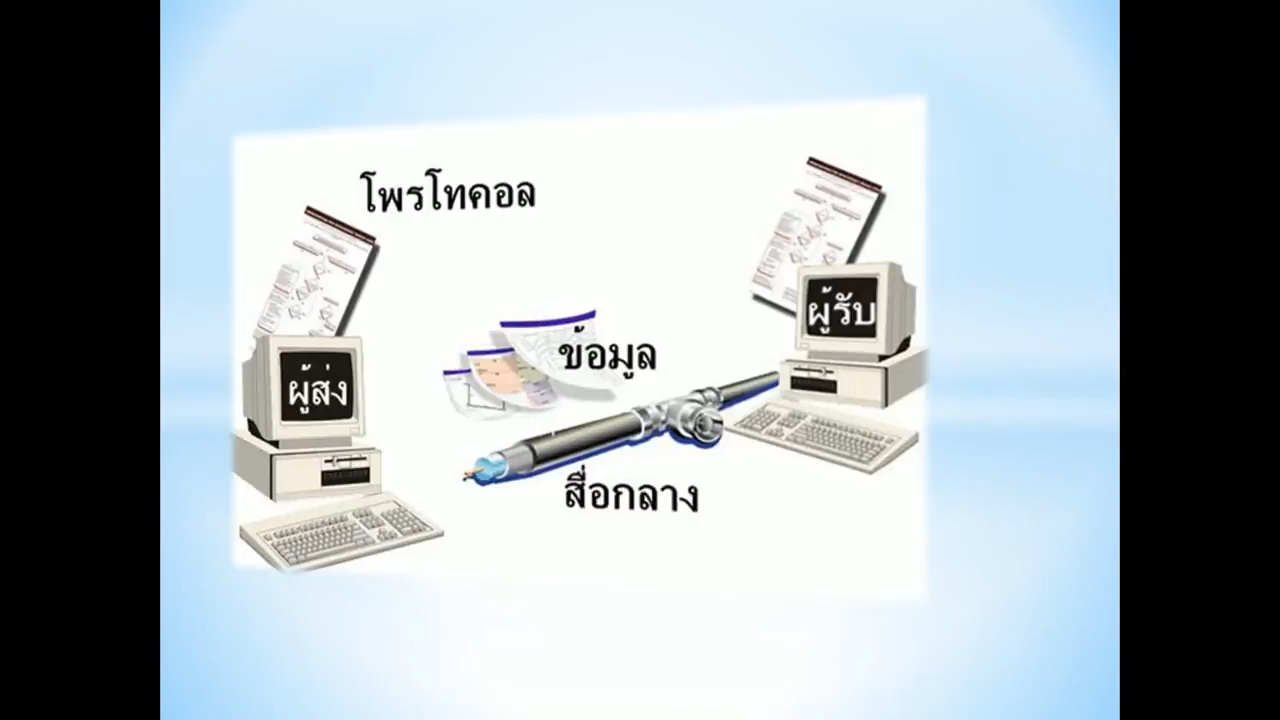 โพรโทคอล
ผู้รับ
ข้อมูล
ผู้ส่ง
สื่อกลาง